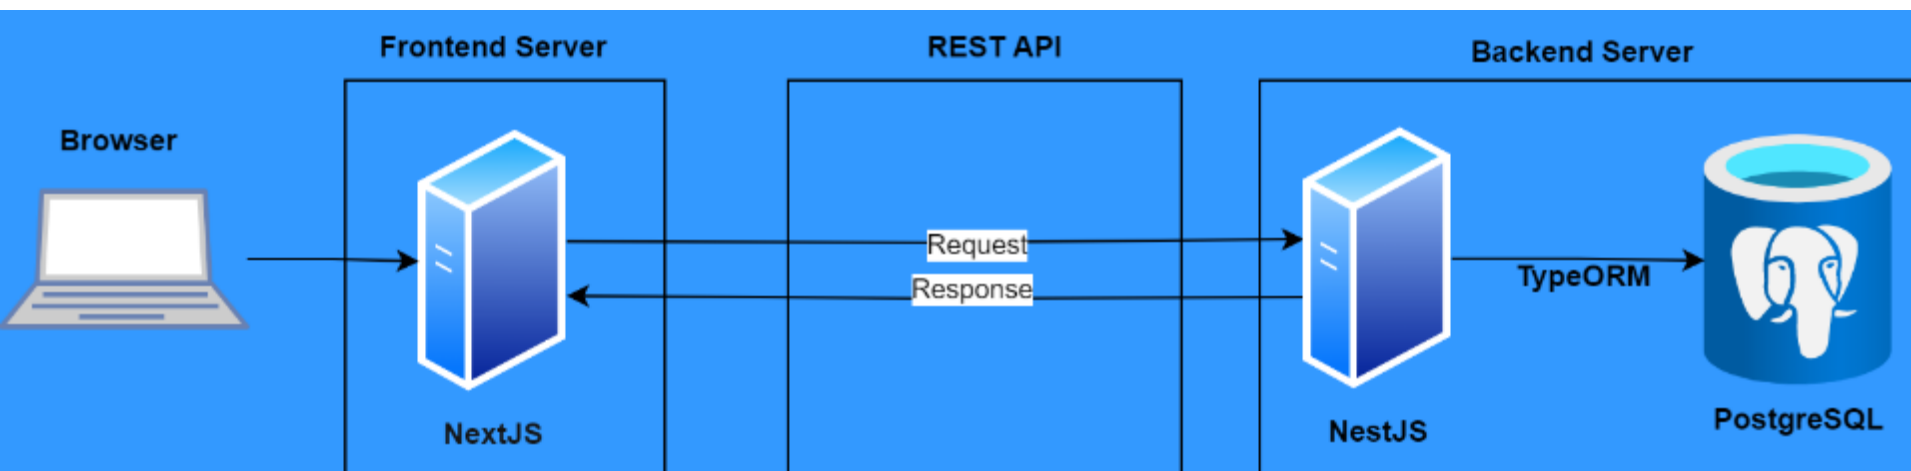 Frontend Server
REST API
Backend Server
Browser
Request
Response
TypeORM
NextJS
NestJS
PostgreSQL